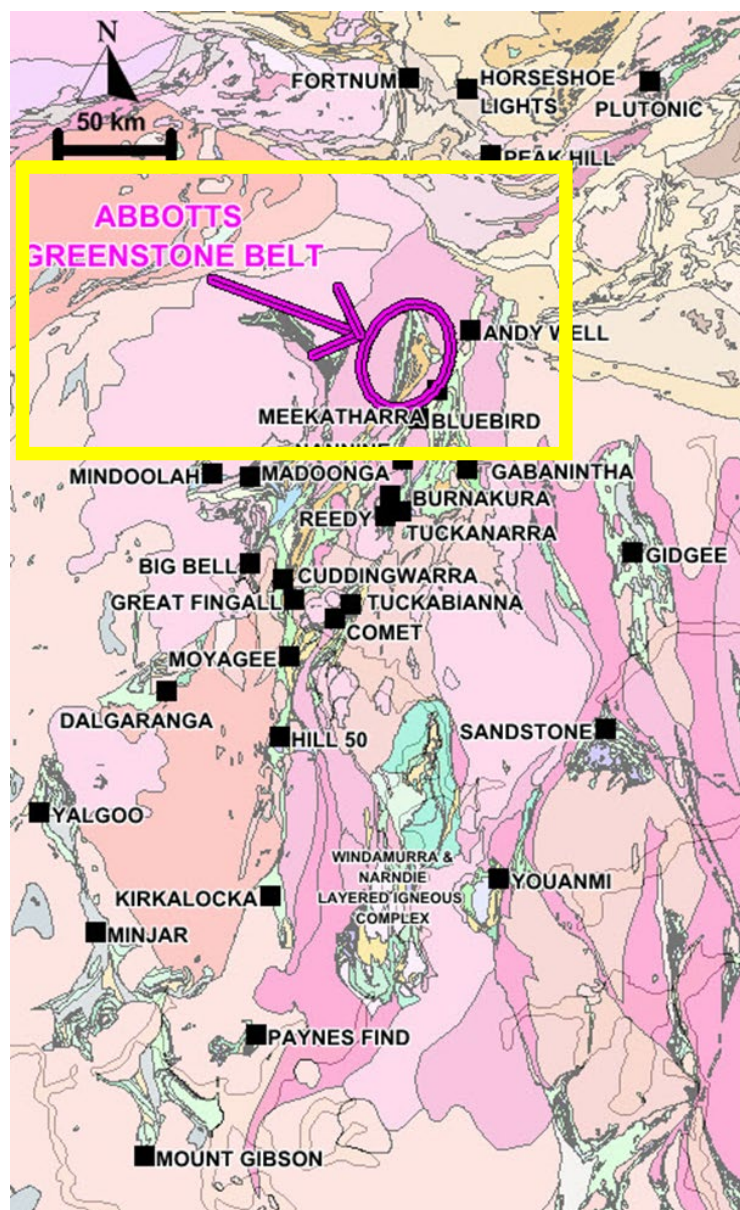 N
50 km
FORTNUM
HORSESHOE
LIGHTS
PLUTONIC
PEAK HILL
ABBOTTS
GREENSTONE BELT
ANDY WELL
MEEKATHARRA
BLUEBIRD
MINDOOLAH
MADOONGA
GABANINTHA
BURNAKURA
REEDY
TUCKANARRA
GIDGEE
BIG BELL
CUDDINGWARRA
GREAT FINGALL
TUCKABIANNA
COMET
MOYAGEE
DALGARANGA
HILL 50
SANDSTONE
YALGOO
WINDAMURRA &
NARNDIE
LAYERED IGNEOUS
COMPLEX
YOUANMI
KIRKALOCKA
MINJAR
PAYNES FIND
MOUNT GIBSON